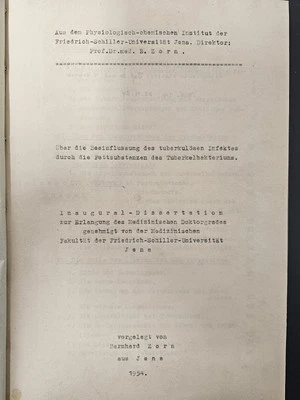 Aus dem Physiologisch-chemischen Institut der
Friedrich-Schiller-Universität Jena. Direktor:
Prof.Dr.med. B. Zorn .
Über die Beeinflussung des tuberkulösen Infektes
durch die Fettsubstanzen des Tuberkelbakteriums.
Inaugural-Dissertation
zur Erlangung des Medizinischen Doktorgrades
genehmigt von der Medizinischen
Fakultät der Friedrich-Schiller-Universität
Jena
vorgelegt von
Bernhard Zorn
aus Jena
1954.